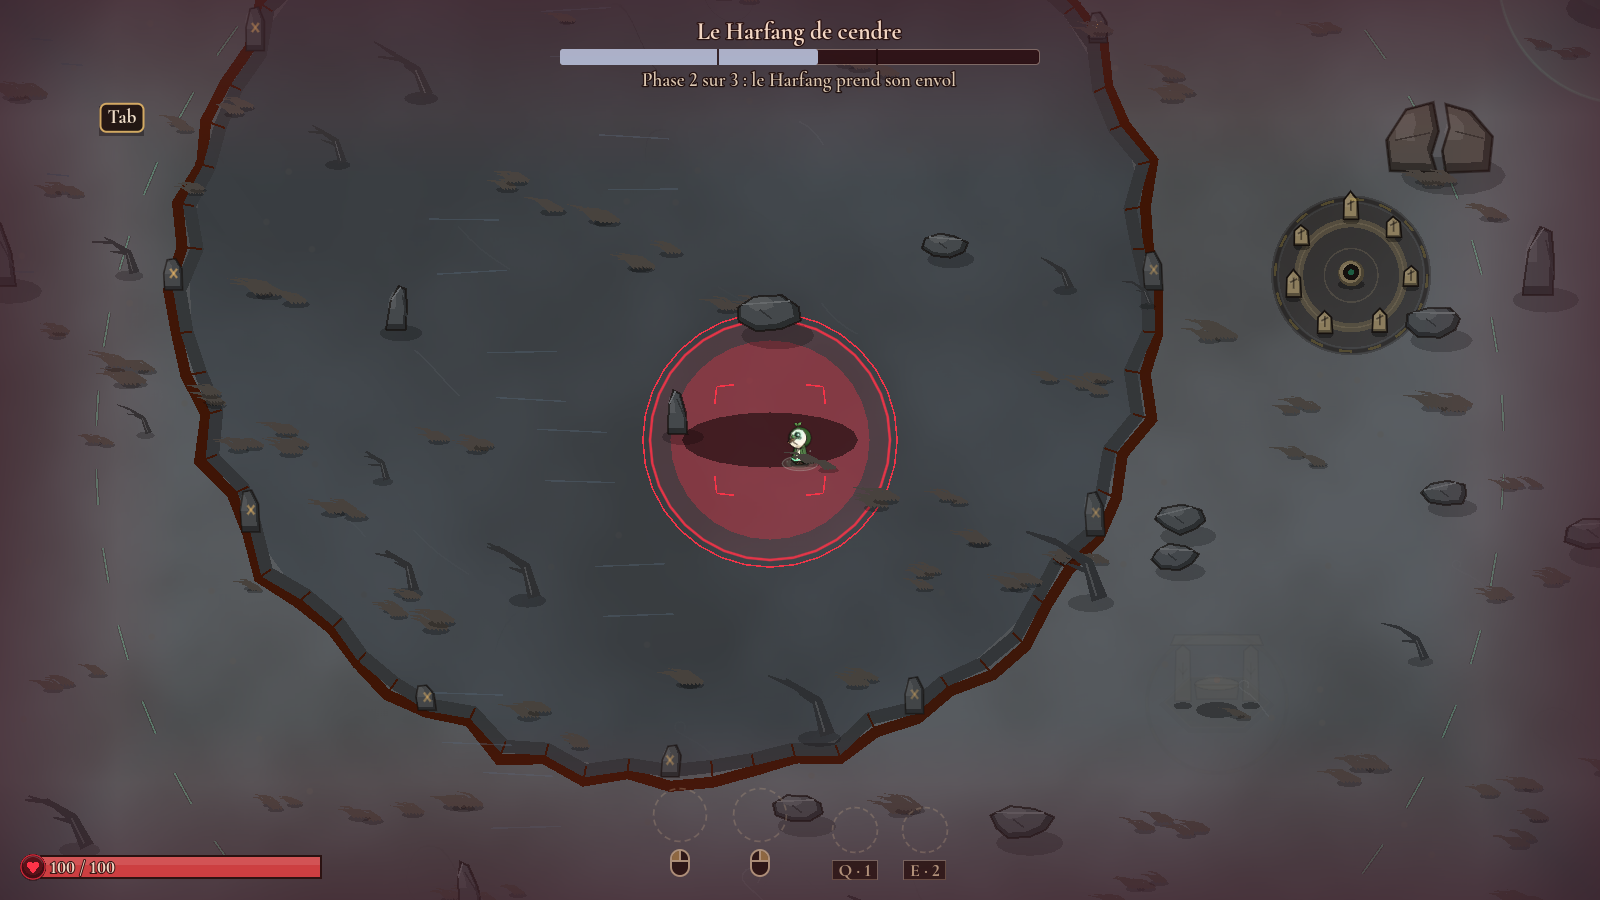 Le Harfang de cendre
Phase 2 sur 3 : le Harfang prend son envol
Tab
100 / 100
Q · 1
E · 2